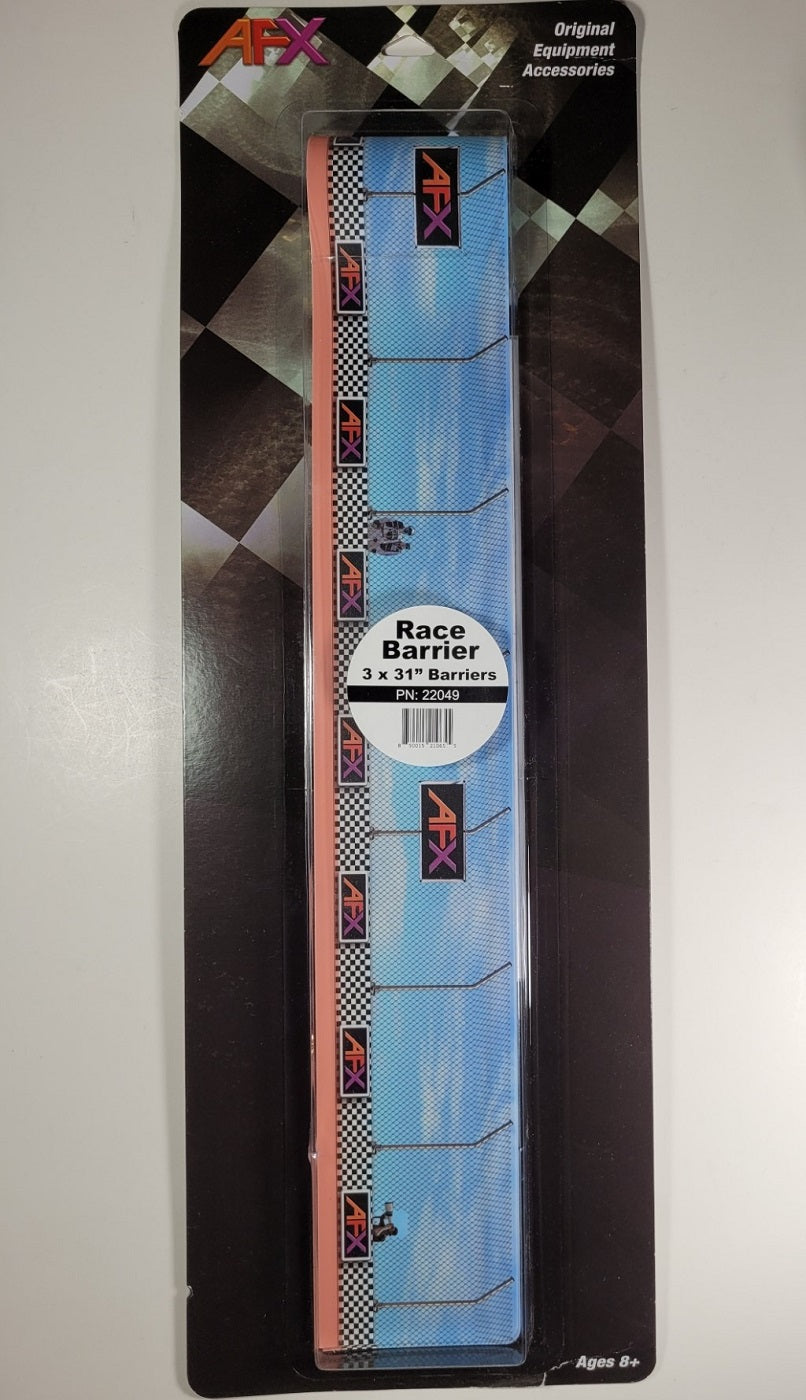 AFX
Original
Equipment
Accessories
AFX
AFX
AFX
AFX
Race
Barrier
3 x 31” Barriers
PN: 22049
AFX
AFX
AFX
AFX
AFX
Ages 8+